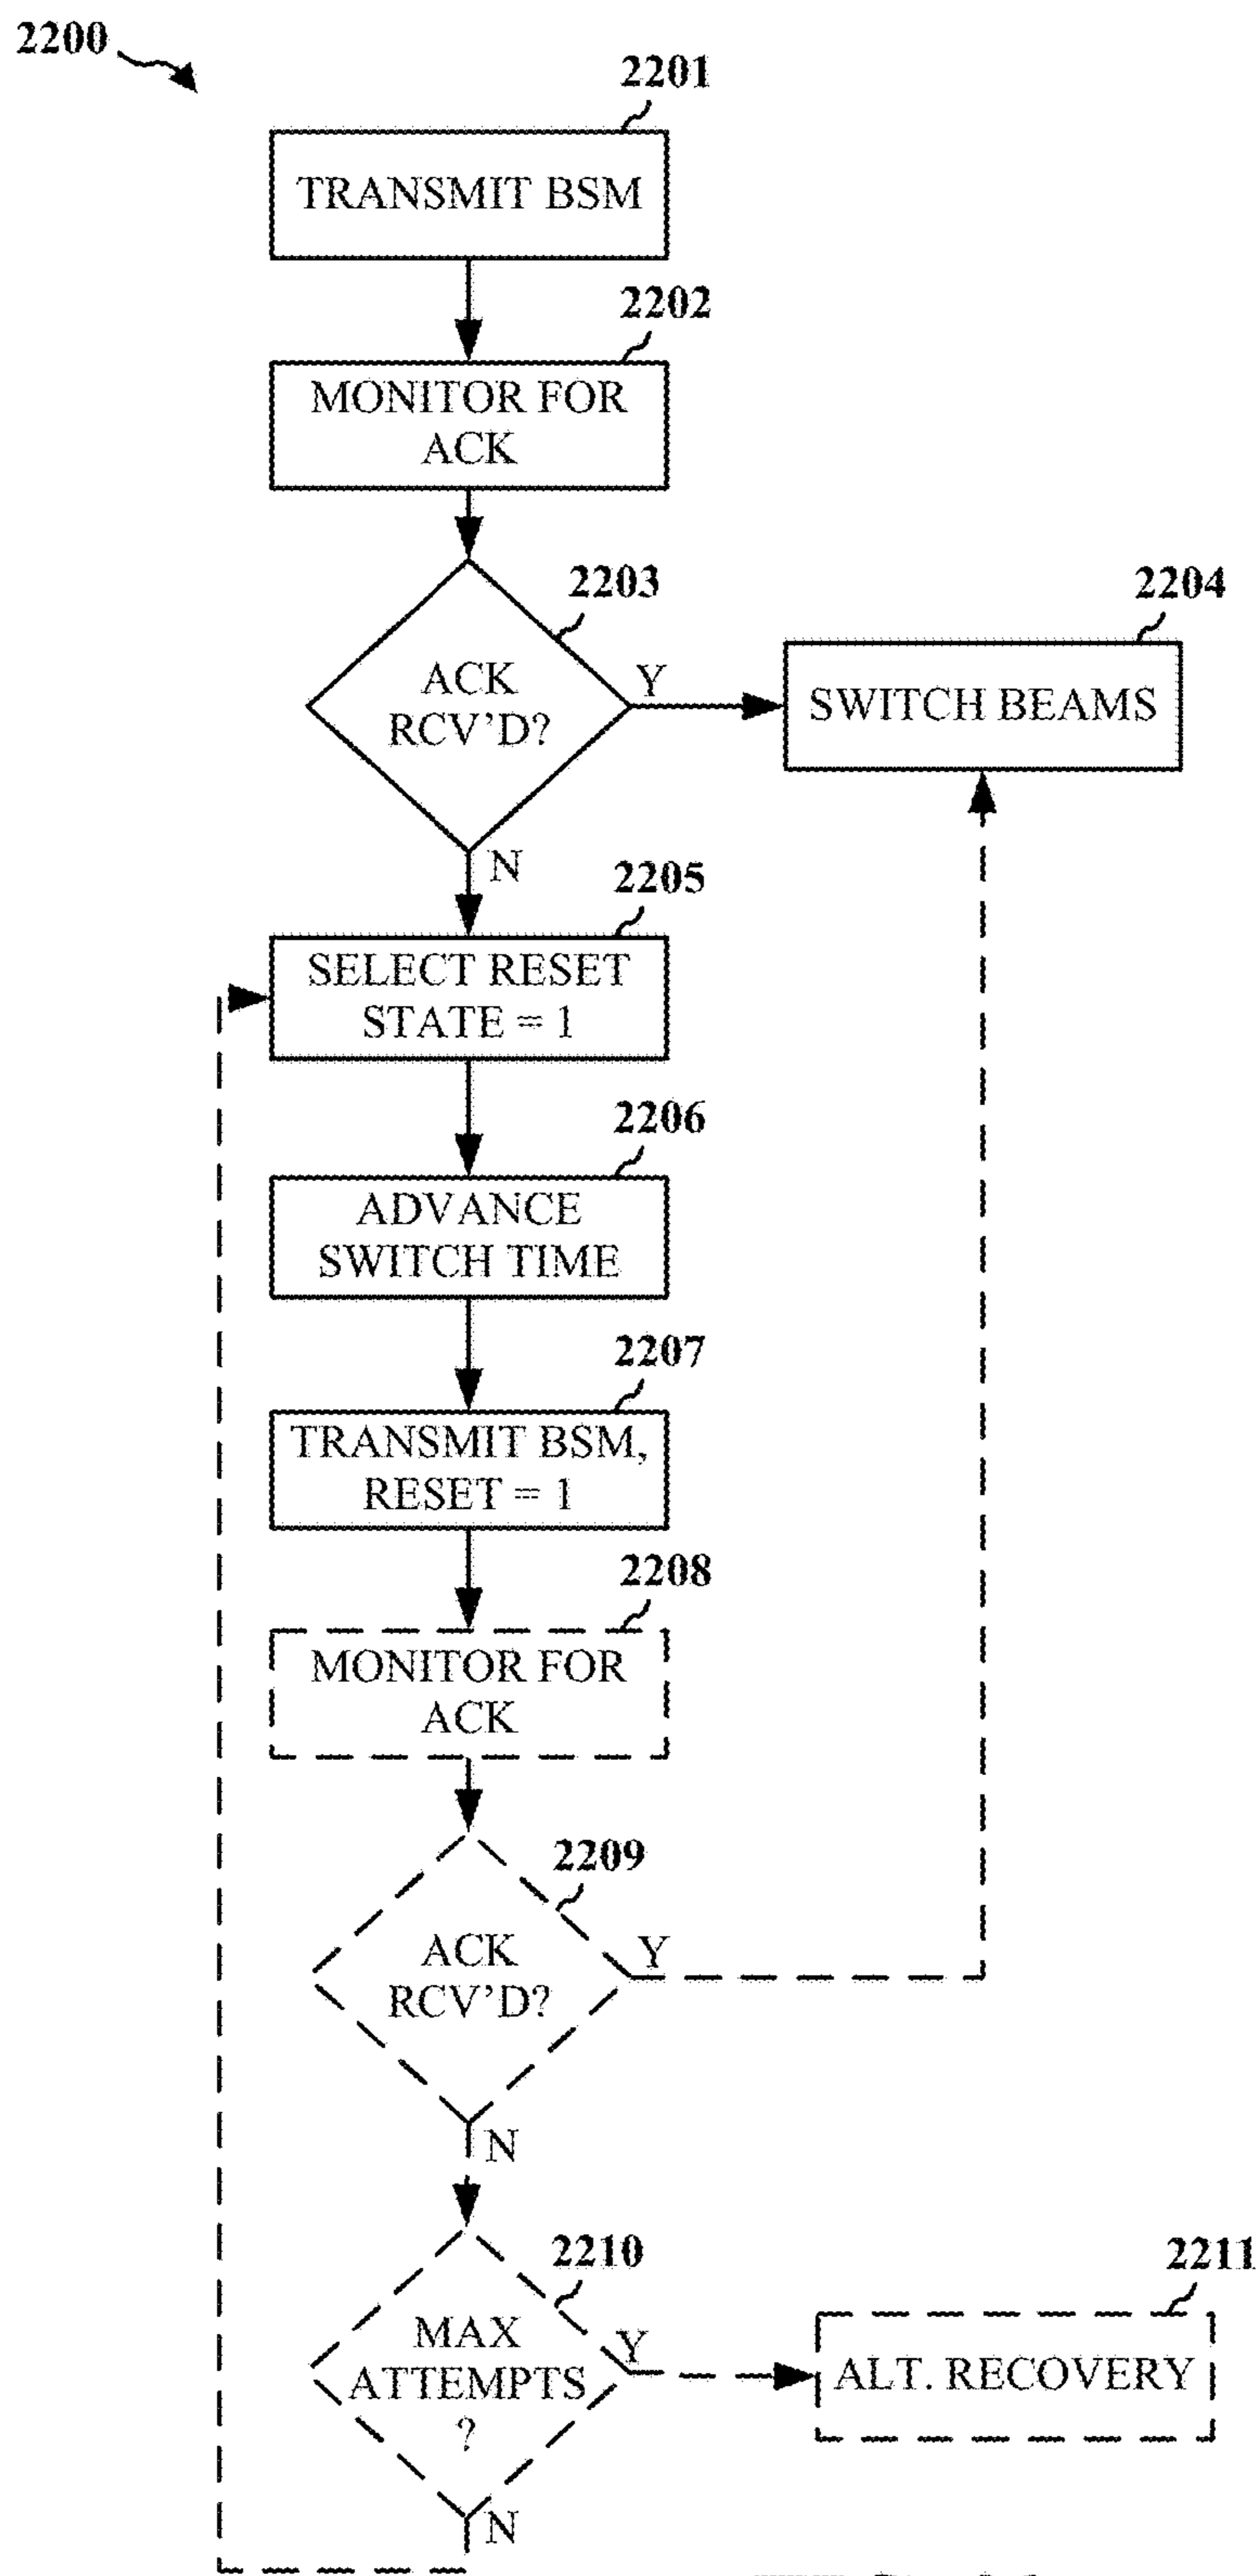 2200
2201
TRANSMIT BSM
2202
MONITOR FOR
ACK
2203
ACK
RCV'D?
Y
N
2204
SWITCH BEAMS
2205
SELECT RESET
STATE = 1
2206
ADVANCE
SWITCH TIME
2207
TRANSMIT BSM,
RESET = 1
2208
MONITOR FOR
ACK
2209
ACK
RCV'D?
Y
N
2210
MAX
ATTEMPTS
?
Y
N
2211
ALT. RECOVERY